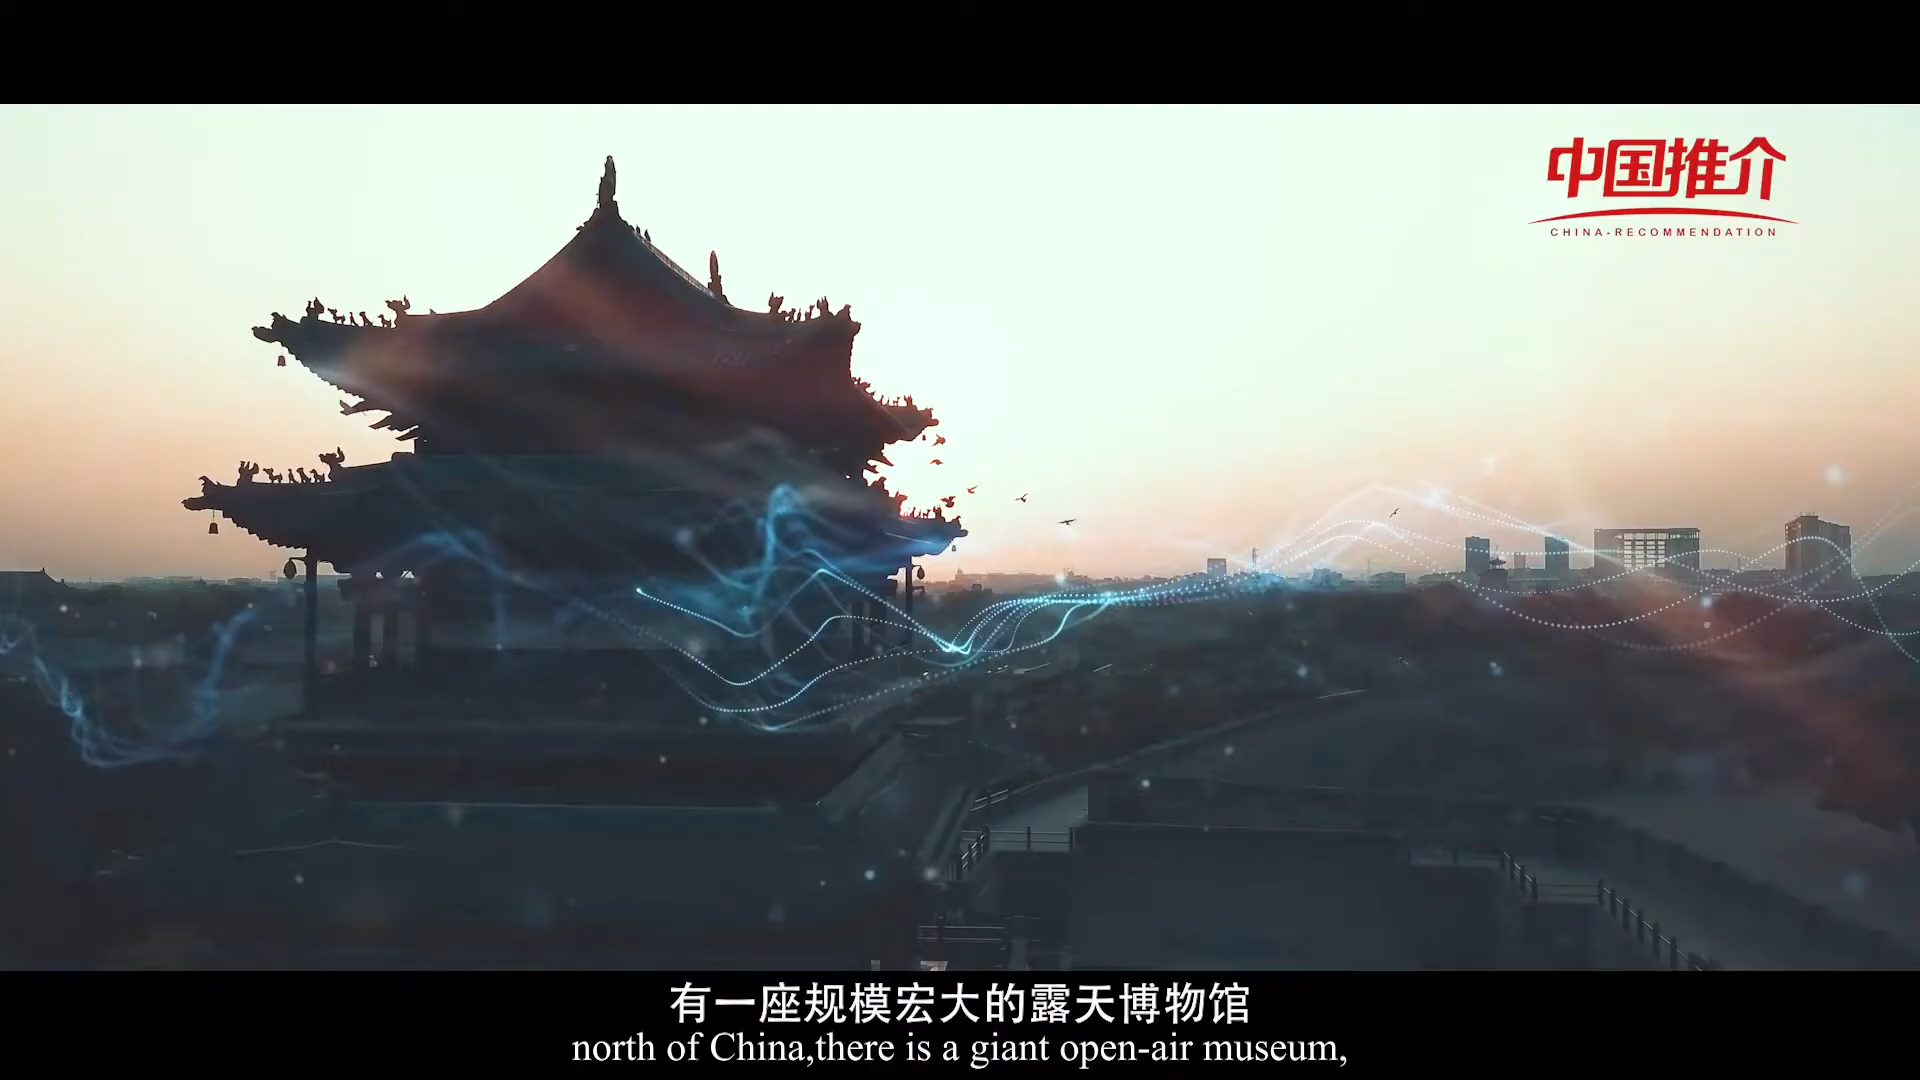 中国推介
CHINA-RECOMMENDATION
有一座规模宏大的露天博物馆
north of China,there is a giant open-air museum,